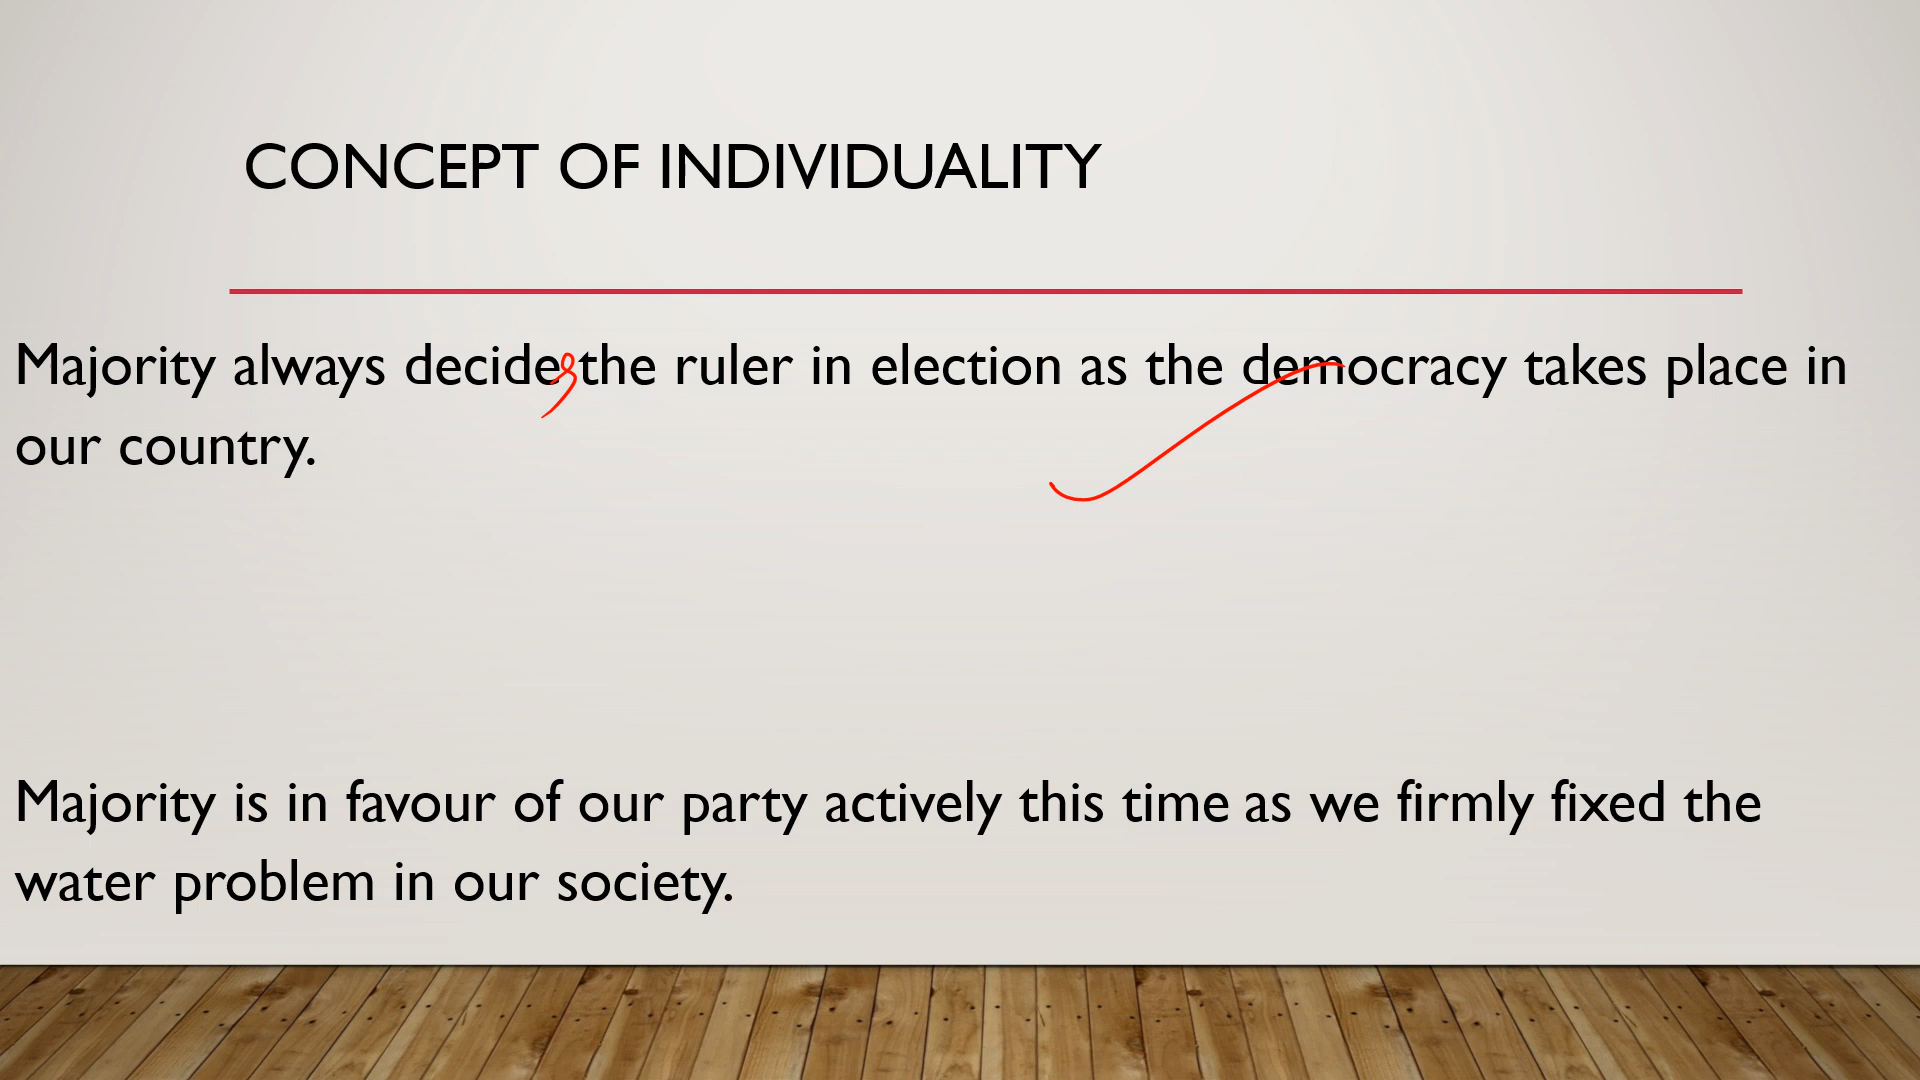 CONCEPT OF INDIVIDUALITY
Majority always decides the ruler in election as the democracy takes place in
our country.
Majority is in favour of our party actively this time as we firmly fixed the
water problem in our society.